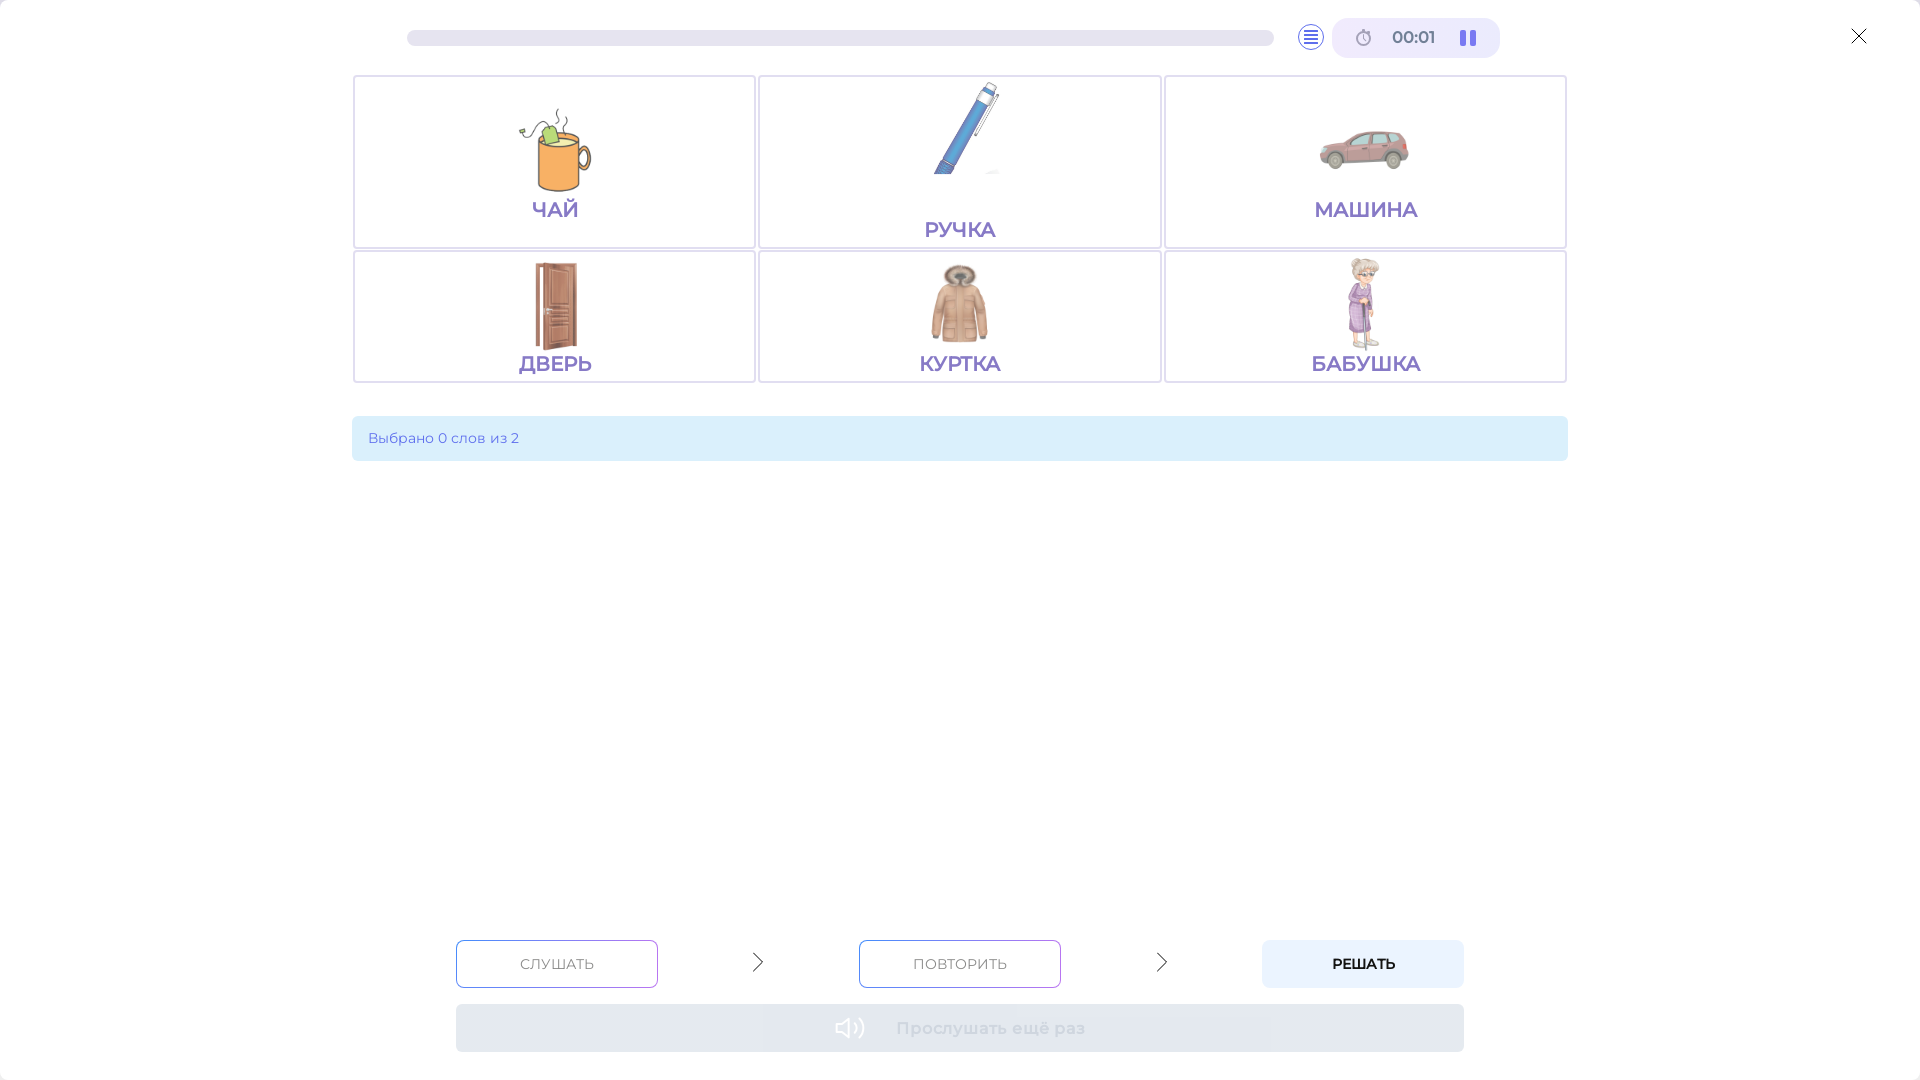 00:01
ЧАЙ
РУЧКА
МАШИНА
ДВЕРЬ
КУРТКА
БАБУШКА
Выбрано 0 слов из 2
СЛУШАТЬ
ПОВТОРИТЬ
РЕШАТЬ
Прослушать ещё раз